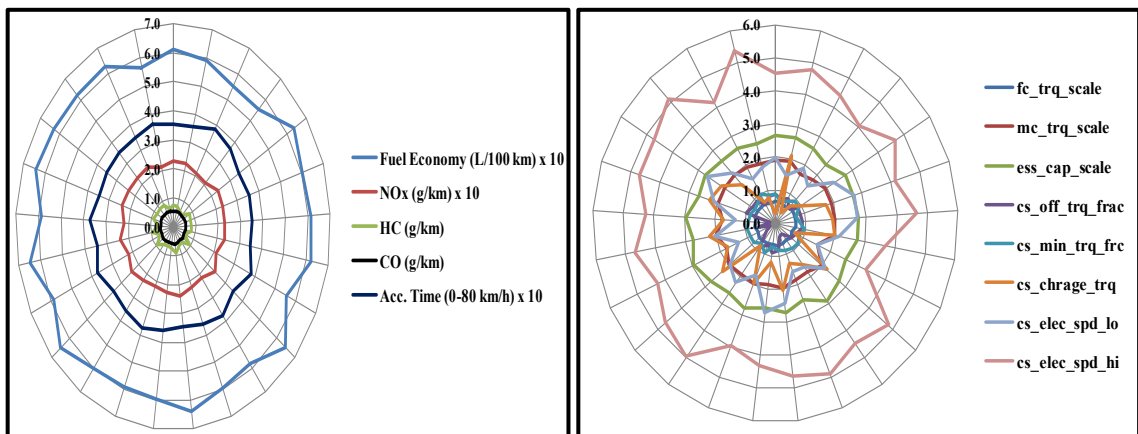 7.0
6.0
5.0
4.0
3.0
2.0
1.0
0.0
Fuel Economy (L/100 km) x 10
NOx (g/km) x 10
HC (g/km)
CO (g/km)
Acc. Time (0-80 km/h) x 10
6.0
5.0
4.0
3.0
2.0
1.0
0.0
fc_trq_scale
mc_trq_scale
ess_cap_scale
cs_off_trq_frac
cs_min_trq_frc
cs_chrage_trq
cs_elec_spd_lo
cs_elec_spd_hi